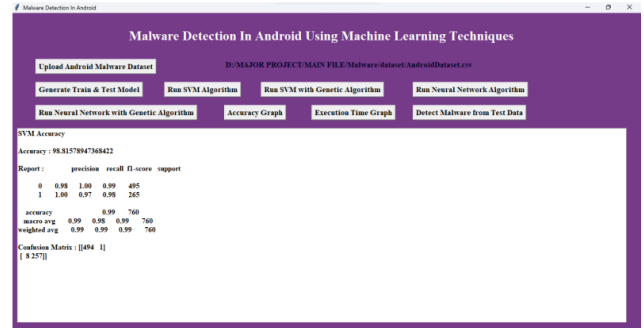 Malware Detection In Android
Malware Detection In Android Using Machine Learning Techniques
Upload Android Malware Dataset
D:/MAJOR PROJECT/MAIN FILE/Malware/dataset/AndroidDataset.csv
Generate Train & Test Model Run SVM Algorithm Run SVM with Genetic Algorithm Run Neural Network Algorithm
Run Neural Network with Genetic Algorithm Accuracy Graph Execution Time Graph Detect Malware from Test Data
SVM Accuracy
Accuracy : 98.81578947368422
Report : precision recall f1-score support
0 0.98 1.00 0.99 495
1 1.00 0.97 0.98 265
accuracy 0.99 760
macro avg 0.99 0.98 0.99 760
weighted avg 0.99 0.99 0.99 760
Confusion Matrix : [[494 1]
[ 8 257]]